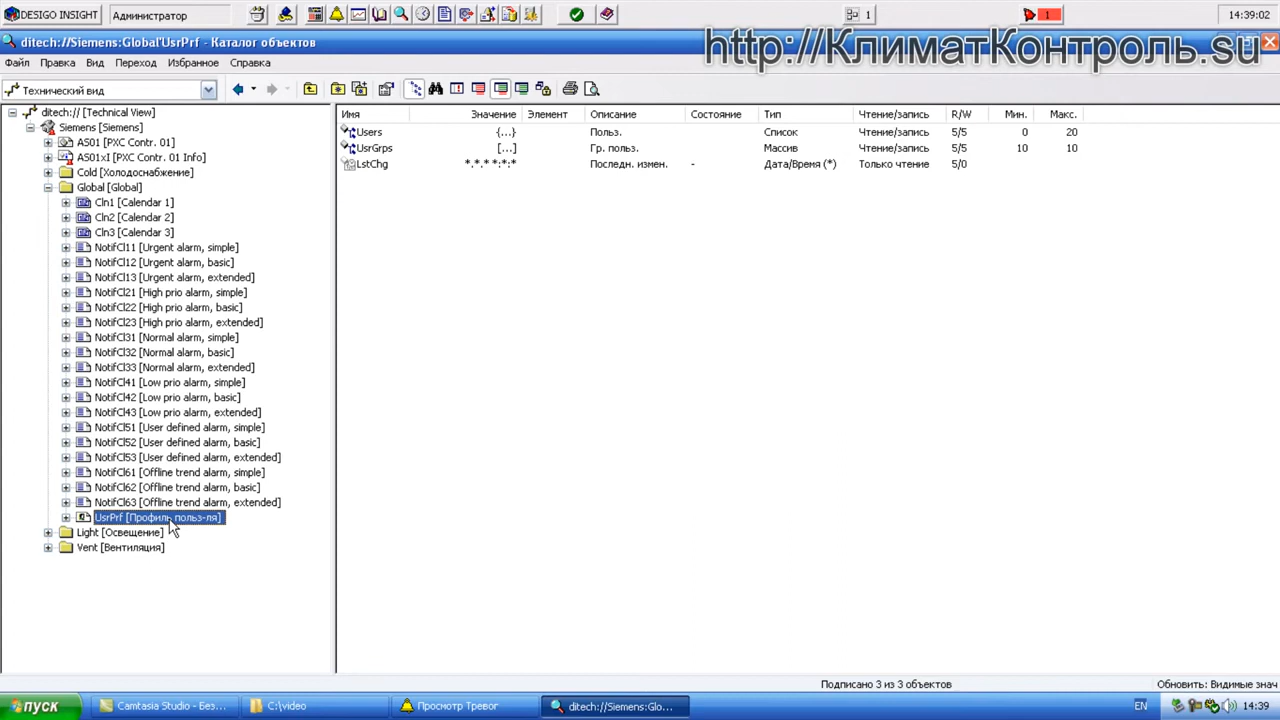 DESIGO INSIGHT Администратор 1 1 14:39:02
ditech://Siemens:Global'UsrPrf - Каталог объектов
http://КлиматКонтроль.su
Файл Правка Вид Переход Избранное Справка
Технический вид
ditech:// [Technical View]
Siemens [Siemens]
AS01 [PXC Contr. 01]
AS01xI [PXC Contr. 01 Info]
Cold [Холодоснабжение]
Global [Global]
Cln1 [Calendar 1]
Cln2 [Calendar 2]
Cln3 [Calendar 3]
NotifCl11 [Urgent alarm, simple]
NotifCl12 [Urgent alarm, basic]
NotifCl13 [Urgent alarm, extended]
NotifCl21 [High prio alarm, simple]
NotifCl22 [High prio alarm, basic]
NotifCl23 [High prio alarm, extended]
NotifCl31 [Normal alarm, simple]
NotifCl32 [Normal alarm, basic]
NotifCl33 [Normal alarm, extended]
NotifCl41 [Low prio alarm, simple]
NotifCl42 [Low prio alarm, basic]
NotifCl43 [Low prio alarm, extended]
NotifCl51 [User defined alarm, simple]
NotifCl52 [User defined alarm, basic]
NotifCl53 [User defined alarm, extended]
NotifCl61 [Offline trend alarm, simple]
NotifCl62 [Offline trend alarm, basic]
NotifCl63 [Offline trend alarm, extended]
UsrPrf [Профиль польз-ля]
Light [Освещение]
Vent [Вентиляция]
Имя Значение Элемент Описание Состояние Тип Чтение/запись R/W Мин. Макс.
Users {...} Польз. Список Чтение/запись 5/5 0 20
UsrGrps [...] Гр. польз. Массив Чтение/запись 5/5 10 10
LstChg *.*.* *:*:* Последн. измен. - Дата/Время (*) Только чтение 5/0
Подписано 3 из 3 объектов Обновить: Видимые знач
пуск Camtasia Studio - Без... C:\video Просмотр Тревог ditech://Siemens:Glo... EN 14:39